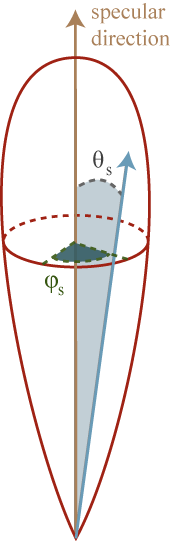 specular
direction
θs
φs